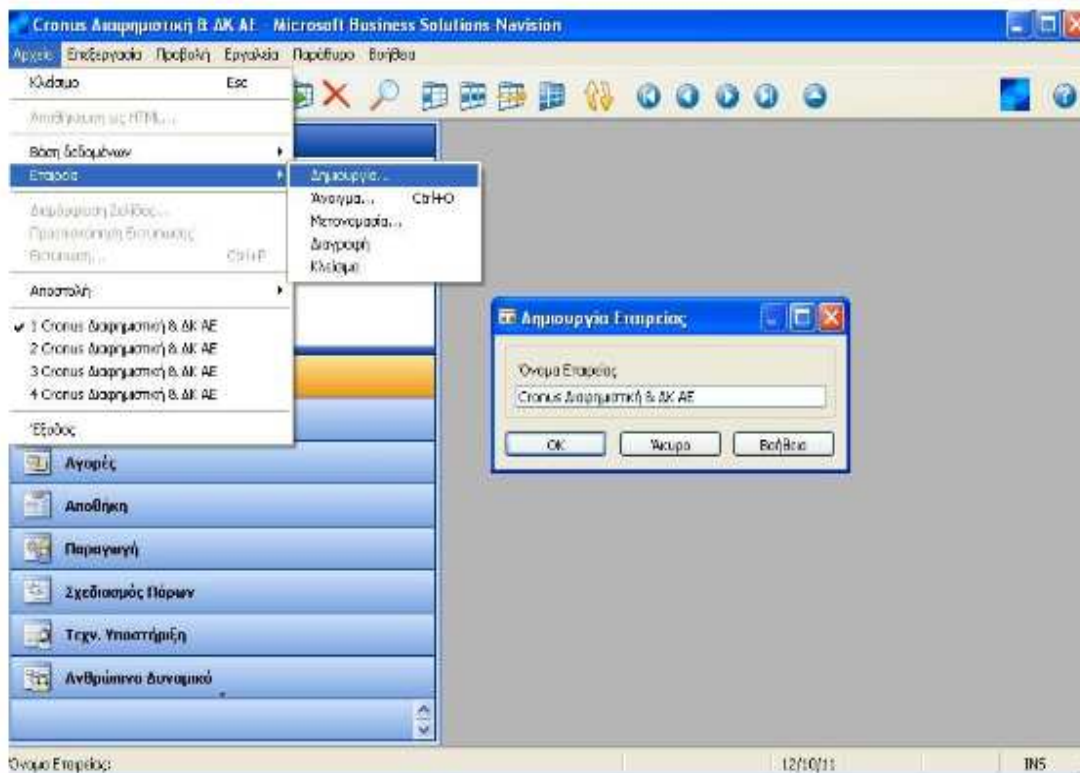 Cronus Διαφημιστική & ΔΚ ΑΕ - Microsoft Business Solutions-Navision
Αρχείο Επεξεργασία Προβολή Εργαλεία Παράθυρο Βοήθεια
Κλείσιμο Esc
Αποθήκευση ως HTML...
Βάση δεδομένων
Εταιρεία
Δημιουργία...
Άνοιγμα... Ctrl+O
Μετονομασία...
Διαγραφή
Κλείσιμο
Διαμόρφωση Σελίδας...
Προεπισκόπηση Εκτύπωσης
Εκτύπωση... Ctrl+P
Αποστολή
1 Cronus Διαφημιστική & ΔΚ ΑΕ
2 Cronus Διαφημιστική & ΔΚ ΑΕ
3 Cronus Διαφημιστική & ΔΚ ΑΕ
4 Cronus Διαφημιστική & ΔΚ ΑΕ
Έξοδος
Δημιουργία Εταιρείας
Όνομα Εταιρείας
Cronus Διαφημιστική & ΔΚ ΑΕ
OK Άκυρο Βοήθεια
Αγορές
Αποθήκη
Παραγωγή
Σχεδιασμός Πόρων
Τεχν. Υποστήριξη
Ανθρώπινο Δυναμικό
Όνομα Εταιρείας: 12/10/11 INS